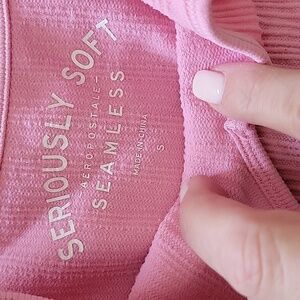 SERIOUSLY SOFT
AEROPOSTALE
SEAMLESS
MADE IN CHINA
S